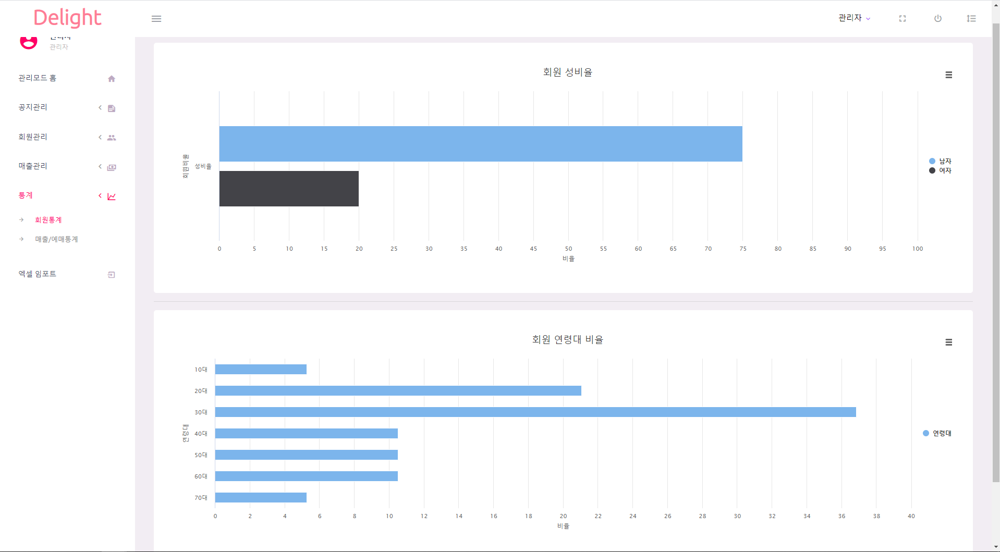 Delight
관리자
관리자
관리모드 홈
공지관리
회원관리
매출관리
통계
회원통계
매출/예매통계
엑셀 임포트
회원 성비율
회원비율
성비율
남자
여자
0 5 10 15 20 25 30 35 40 45 50 55 60 65 70 75 80 85 90 95 100
비율
회원 연령대 비율
연령대
10대
20대
30대
40대
50대
60대
70대
연령대
0 2 4 6 8 10 12 14 16 18 20 22 24 26 28 30 32 34 36 38 40
비율